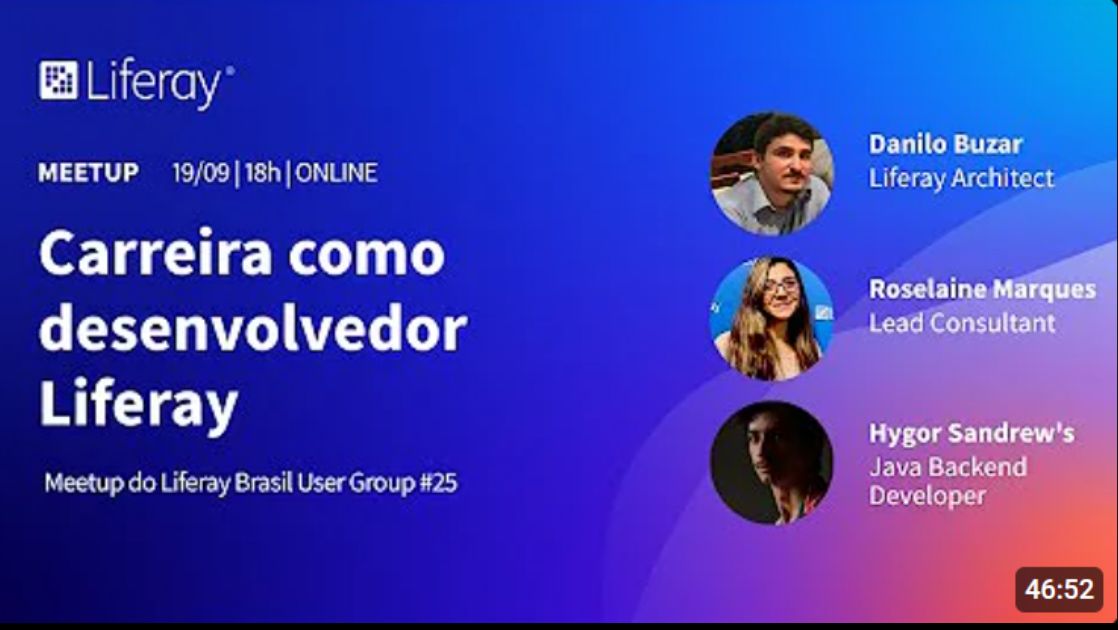 Liferay
MEETUP 19/09 | 18h | ONLINE
Carreira como
desenvolvedor
Liferay
Meetup do Liferay Brasil User Group #25
Danilo Buzar
Liferay Architect
Roselaine Marques
Lead Consultant
Hygor Sandrew's
Java Backend
Developer
46:52